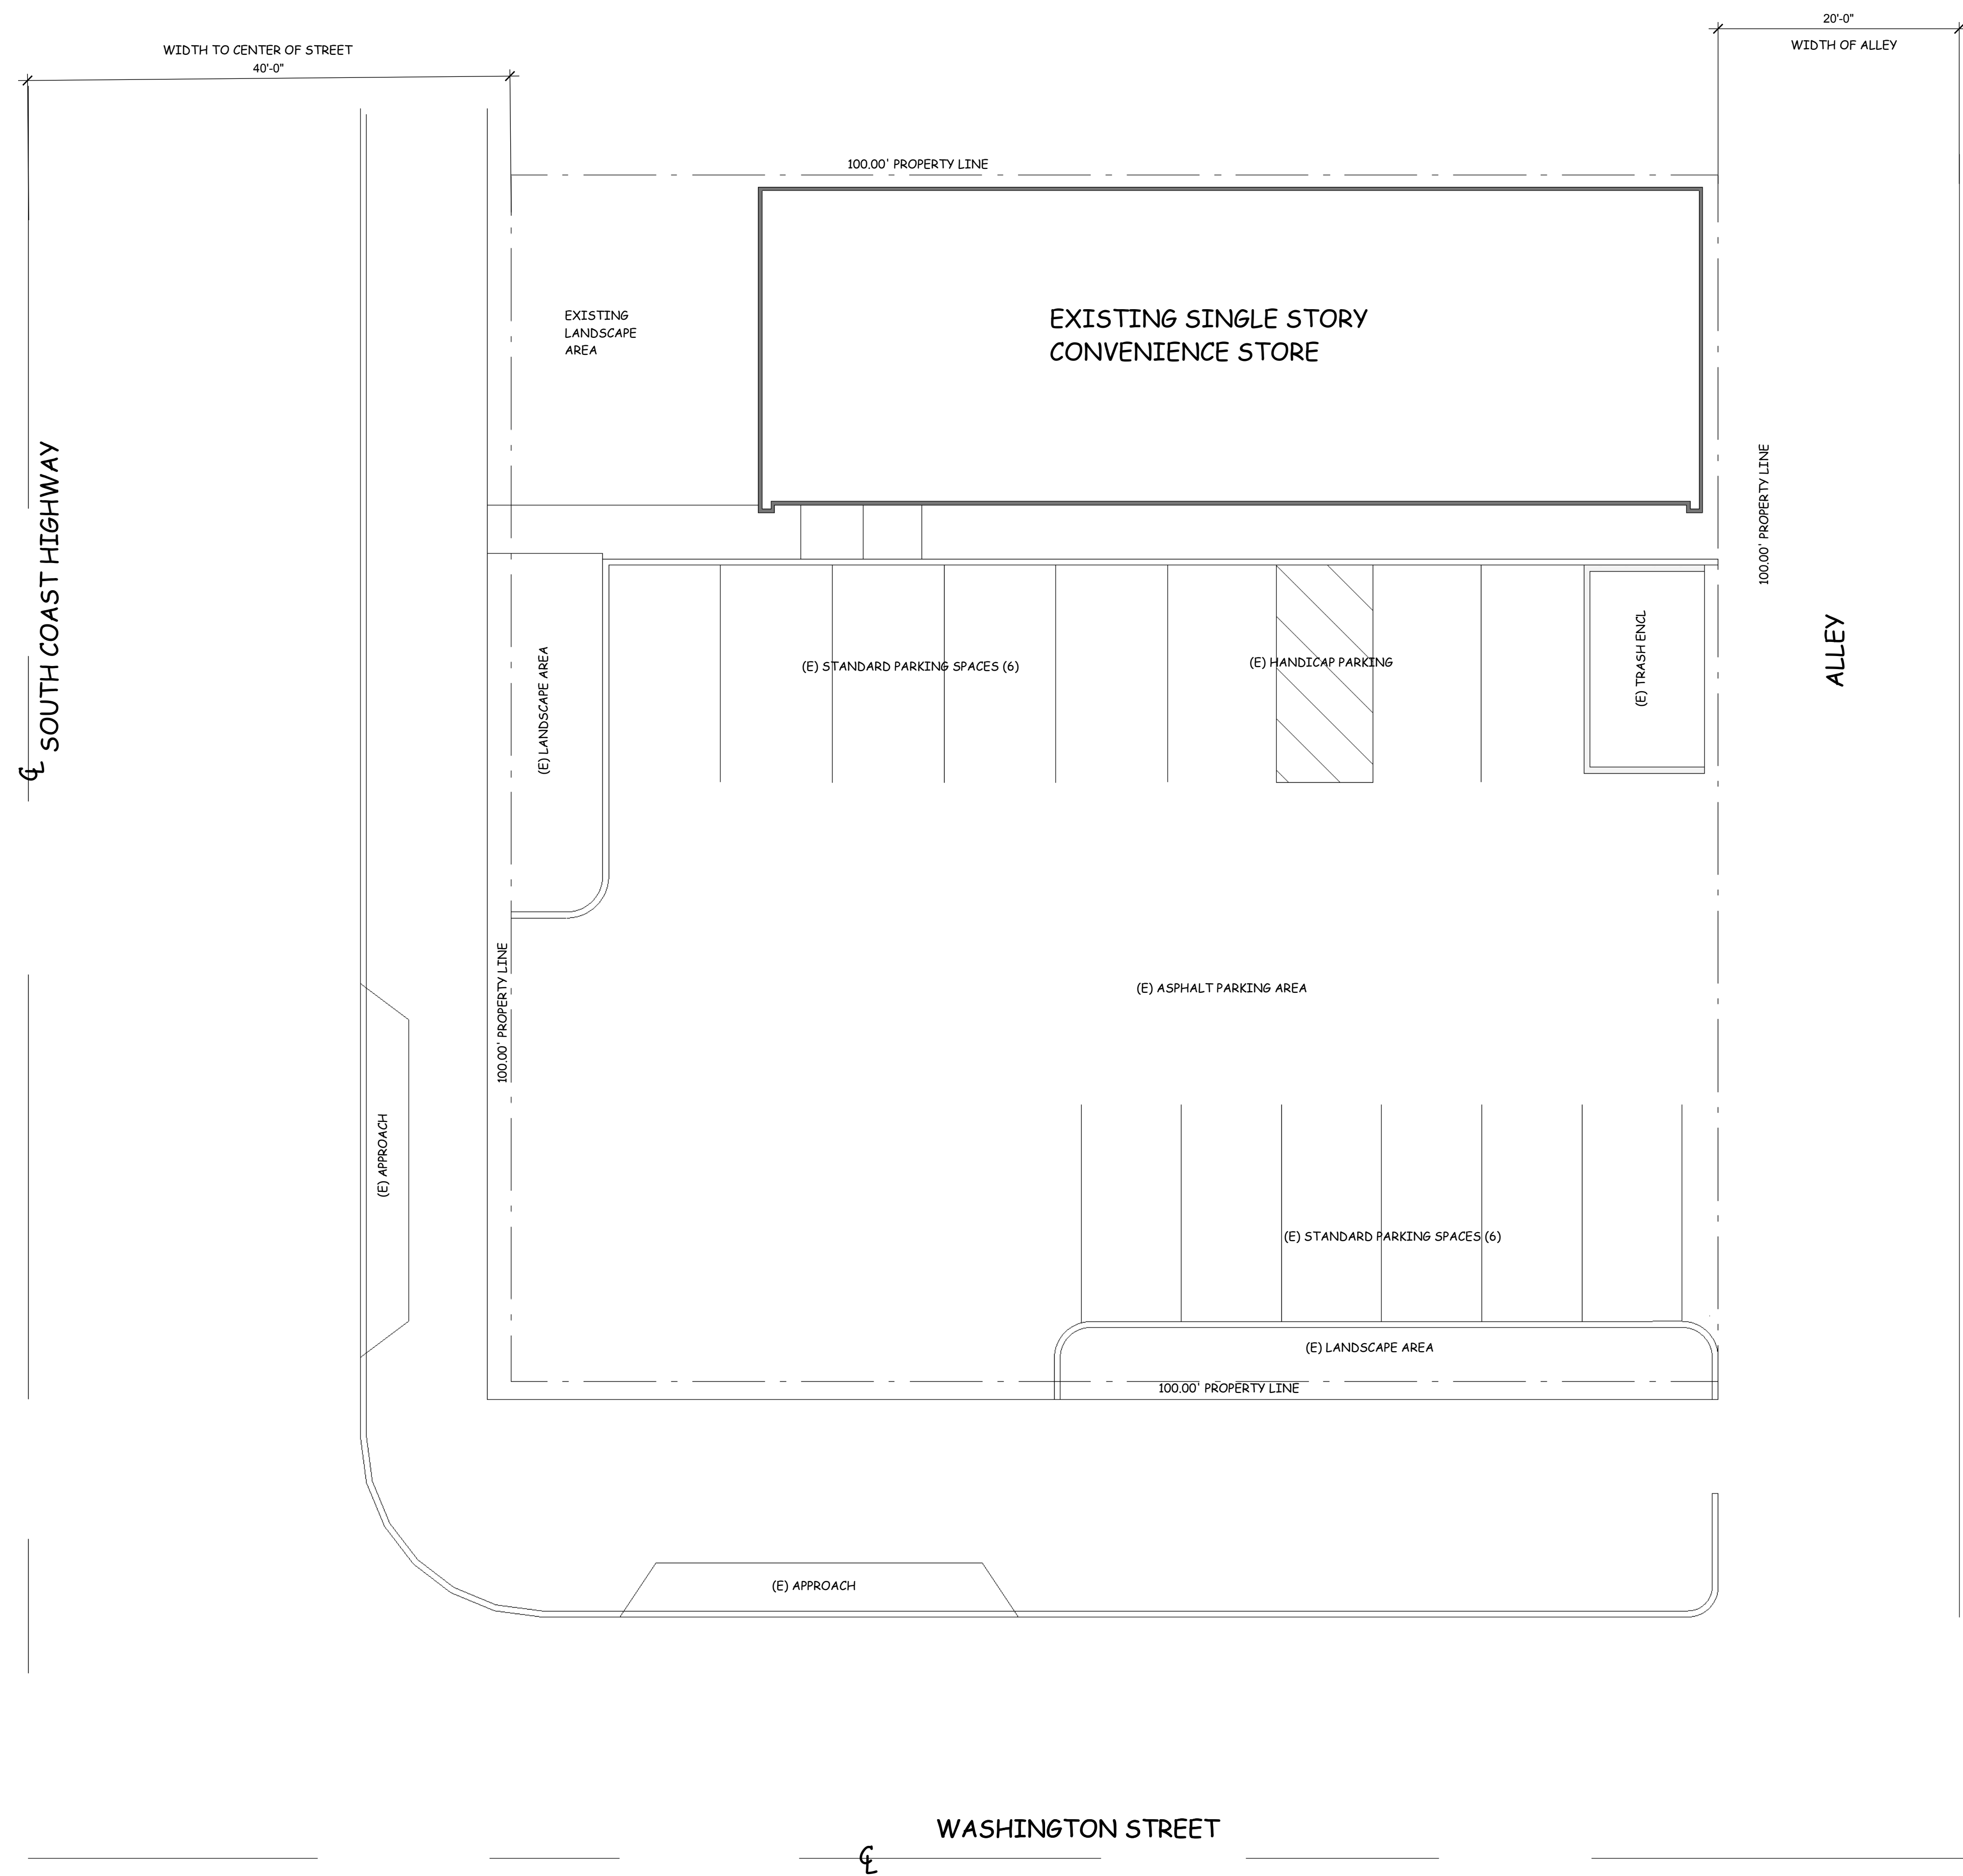 20'-0"
WIDTH OF ALLEY
WIDTH TO CENTER OF STREET
40'-0"
100.00' PROPERTY LINE
EXISTING
LANDSCAPE
AREA
EXISTING SINGLE STORY
CONVENIENCE STORE
SOUTH COAST HIGHWAY
℄
100.00' PROPERTY LINE
ALLEY
(E) LANDSCAPE AREA
(E) STANDARD PARKING SPACES (6)
(E) HANDICAP PARKING
(E) TRASH ENCL
100.00' PROPERTY LINE
(E) ASPHALT PARKING AREA
(E) APPROACH
(E) STANDARD PARKING SPACES (6)
(E) LANDSCAPE AREA
100.00' PROPERTY LINE
(E) APPROACH
WASHINGTON STREET
℄